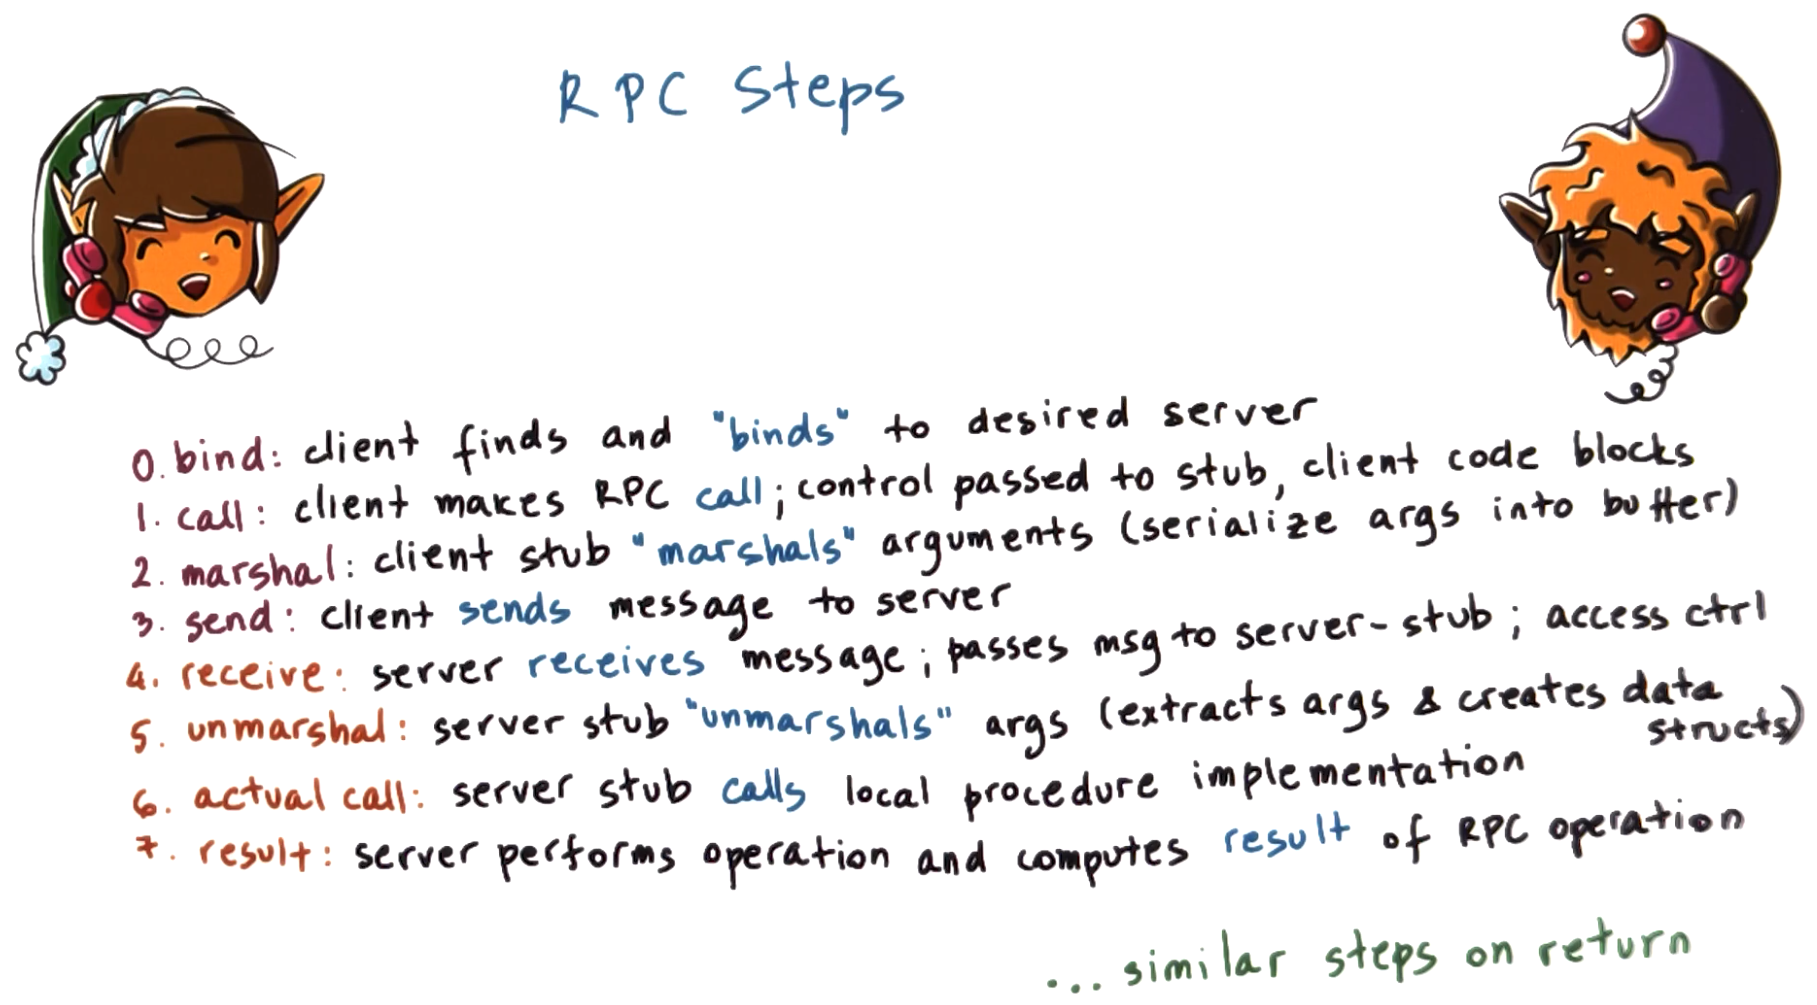 RPC Steps
0. bind: client finds and "binds" to desired server
1. call: client makes RPC call; control passed to stub, client code blocks
2. marshal: client stub "marshals" arguments (serialize args into buffer)
3. send: client sends message to server
4. receive: server receives message; passes msg to server-stub; access ctrl
5. unmarshal: server stub "unmarshals" args (extracts args & creates data
structs)
6. actual call: server stub calls local procedure implementation
7. result: server performs operation and computes result of RPC operation
... similar steps on return